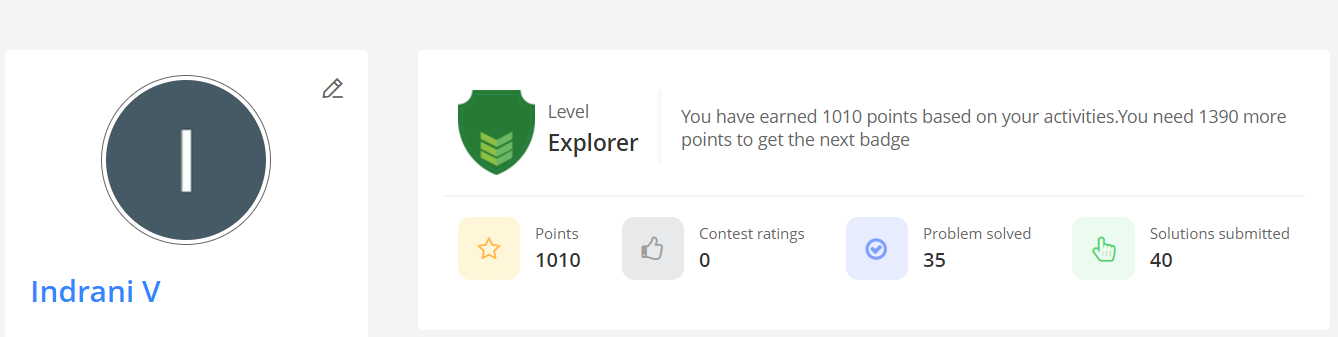 I
Indrani V
Level
Explorer
You have earned 1010 points based on your activities.You need 1390 more
points to get the next badge
Points
1010
Contest ratings
0
Problem solved
35
Solutions submitted
40